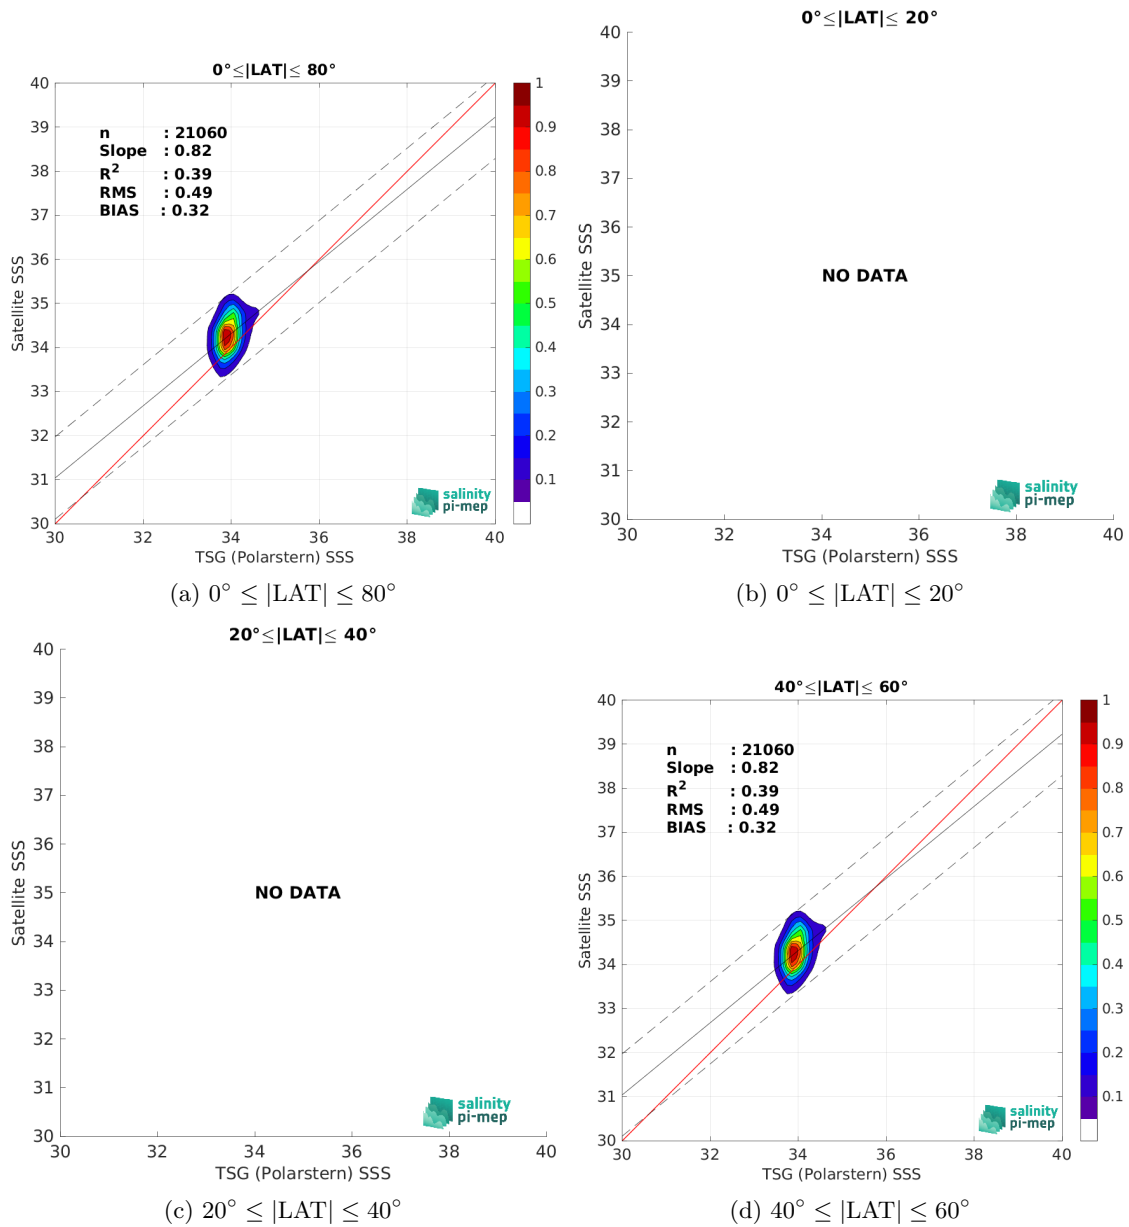 0°≤|LAT|≤ 80°
40
39
38
37
36
35
34
33
32
31
30
n : 21060
Slope : 0.82
R² : 0.39
RMS : 0.49
BIAS : 0.32
Satellite SSS
30 32 34 36 38 40
TSG (Polarstern) SSS
salinity
pi-mep
1
0.9
0.8
0.7
0.6
0.5
0.4
0.3
0.2
0.1
(a) 0° ≤ |LAT| ≤ 80°
0°≤|LAT|≤ 20°
40
39
38
37
36
35
34
33
32
31
30
NO DATA
Satellite SSS
30 32 34 36 38 40
TSG (Polarstern) SSS
salinity
pi-mep
(b) 0° ≤ |LAT| ≤ 20°
20°≤|LAT|≤ 40°
40
39
38
37
36
35
34
33
32
31
30
NO DATA
Satellite SSS
30 32 34 36 38 40
TSG (Polarstern) SSS
salinity
pi-mep
(c) 20° ≤ |LAT| ≤ 40°
40°≤|LAT|≤ 60°
40
39
38
37
36
35
34
33
32
31
30
n : 21060
Slope : 0.82
R² : 0.39
RMS : 0.49
BIAS : 0.32
Satellite SSS
30 32 34 36 38 40
TSG (Polarstern) SSS
salinity
pi-mep
1
0.9
0.8
0.7
0.6
0.5
0.4
0.3
0.2
0.1
(d) 40° ≤ |LAT| ≤ 60°